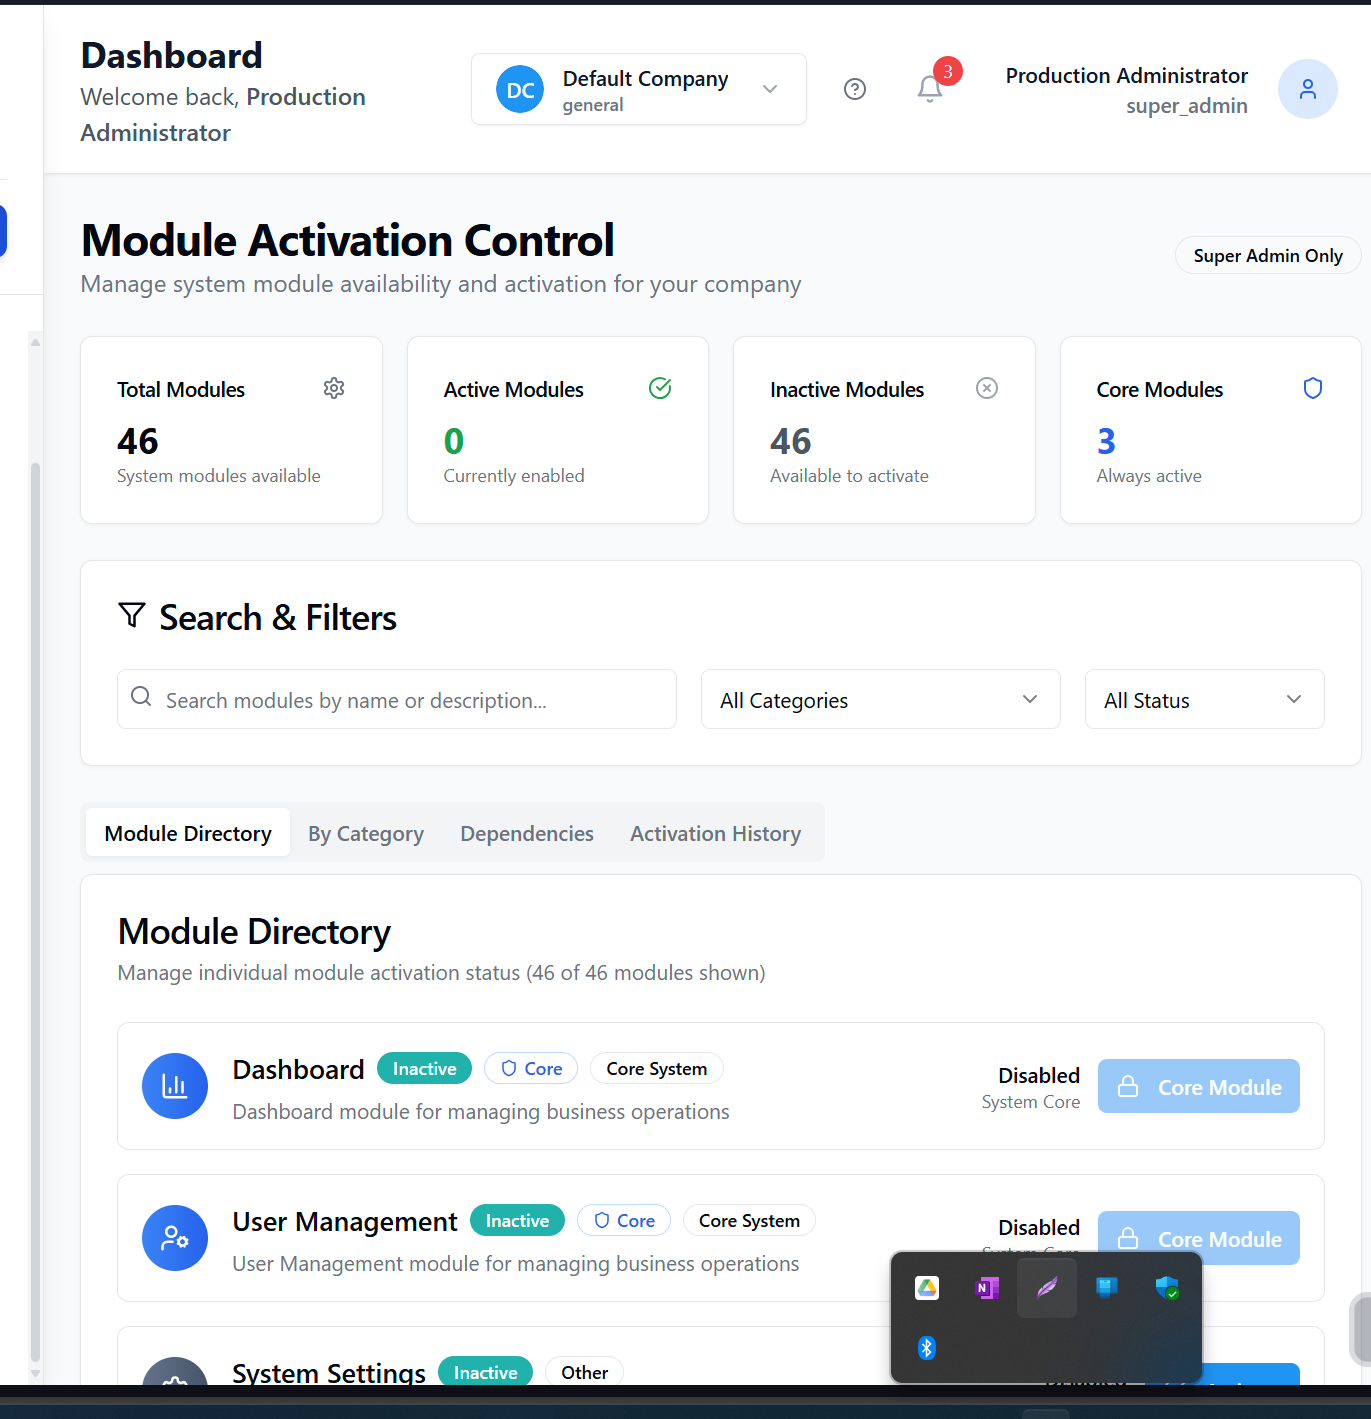 Dashboard
Welcome back, Production
Administrator
DC
Default Company
general
3
Production Administrator
super_admin
Module Activation Control
Manage system module availability and activation for your company
Super Admin Only
Total Modules
46
System modules available
Active Modules
0
Currently enabled
Inactive Modules
46
Available to activate
Core Modules
3
Always active
Search & Filters
Search modules by name or description...
All Categories
All Status
Module Directory
By Category
Dependencies
Activation History
Module Directory
Manage individual module activation status (46 of 46 modules shown)
Dashboard
Inactive
Core
Core System
Dashboard module for managing business operations
Disabled
System Core
Core Module
User Management
Inactive
Core
Core System
User Management module for managing business operations
Disabled
System Core
Core Module
N
System Settings
Inactive
Other